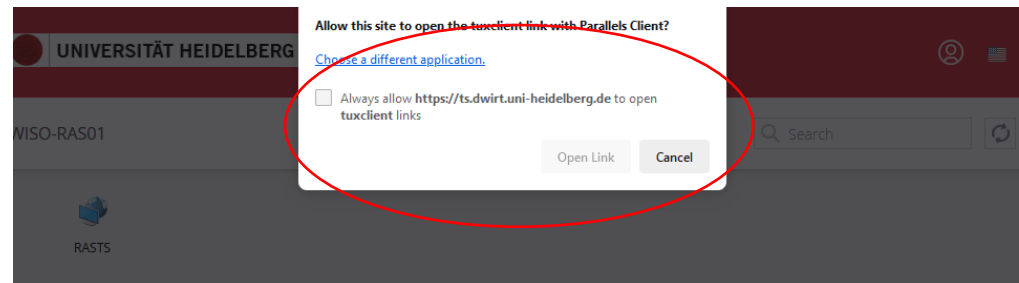 Allow this site to open the tuxclient link with Parallels Client?
UNIVERSITÄT HEIDELBERG
Choose a different application.
Always allow https://ts.dwirt.uni-heidelberg.de to open
tuxclient links
WISO-RAS01
Search
Open Link
Cancel
RASTS